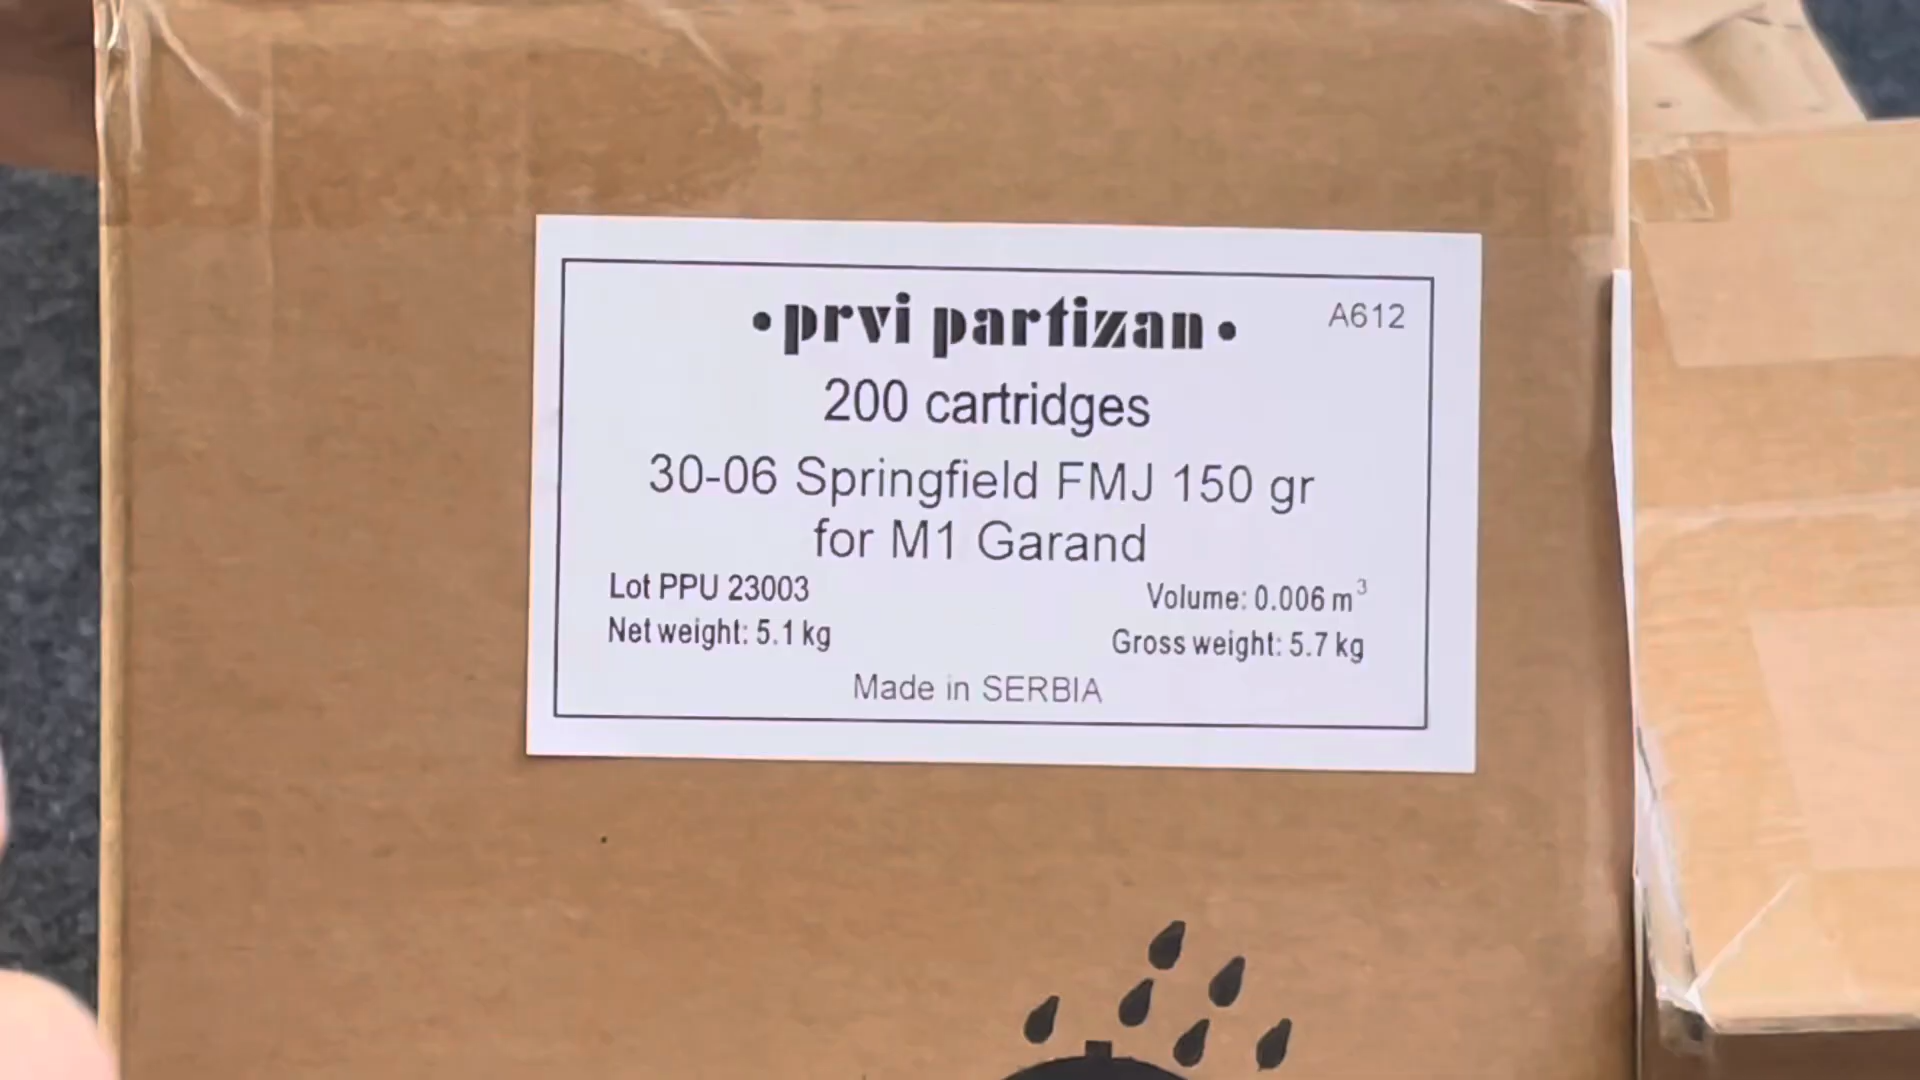 • prvi partizan •
A612
200 cartridges
30-06 Springfield FMJ 150 gr
for M1 Garand
Lot PPU 23003
Volume: 0.006 m³
Net weight: 5.1 kg
Gross weight: 5.7 kg
Made in SERBIA